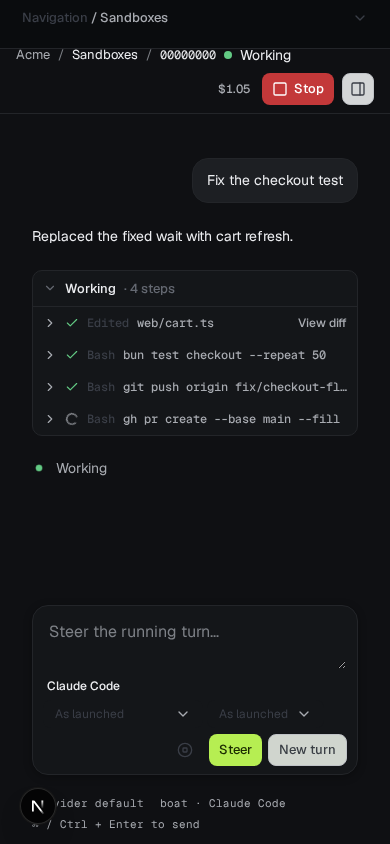 Navigation / Sandboxes
Acme / Sandboxes / 00000000 Working
$1.05 Stop
Fix the checkout test
Replaced the fixed wait with cart refresh.
Working · 4 steps
Edited web/cart.ts View diff
Bash bun test checkout --repeat 50
Bash git push origin fix/checkout-fl…
Bash gh pr create --base main --fill
Working
Steer the running turn…
Claude Code
As launched As launched
Steer New turn
N vider default boat · Claude Code
⌘ / Ctrl + Enter to send